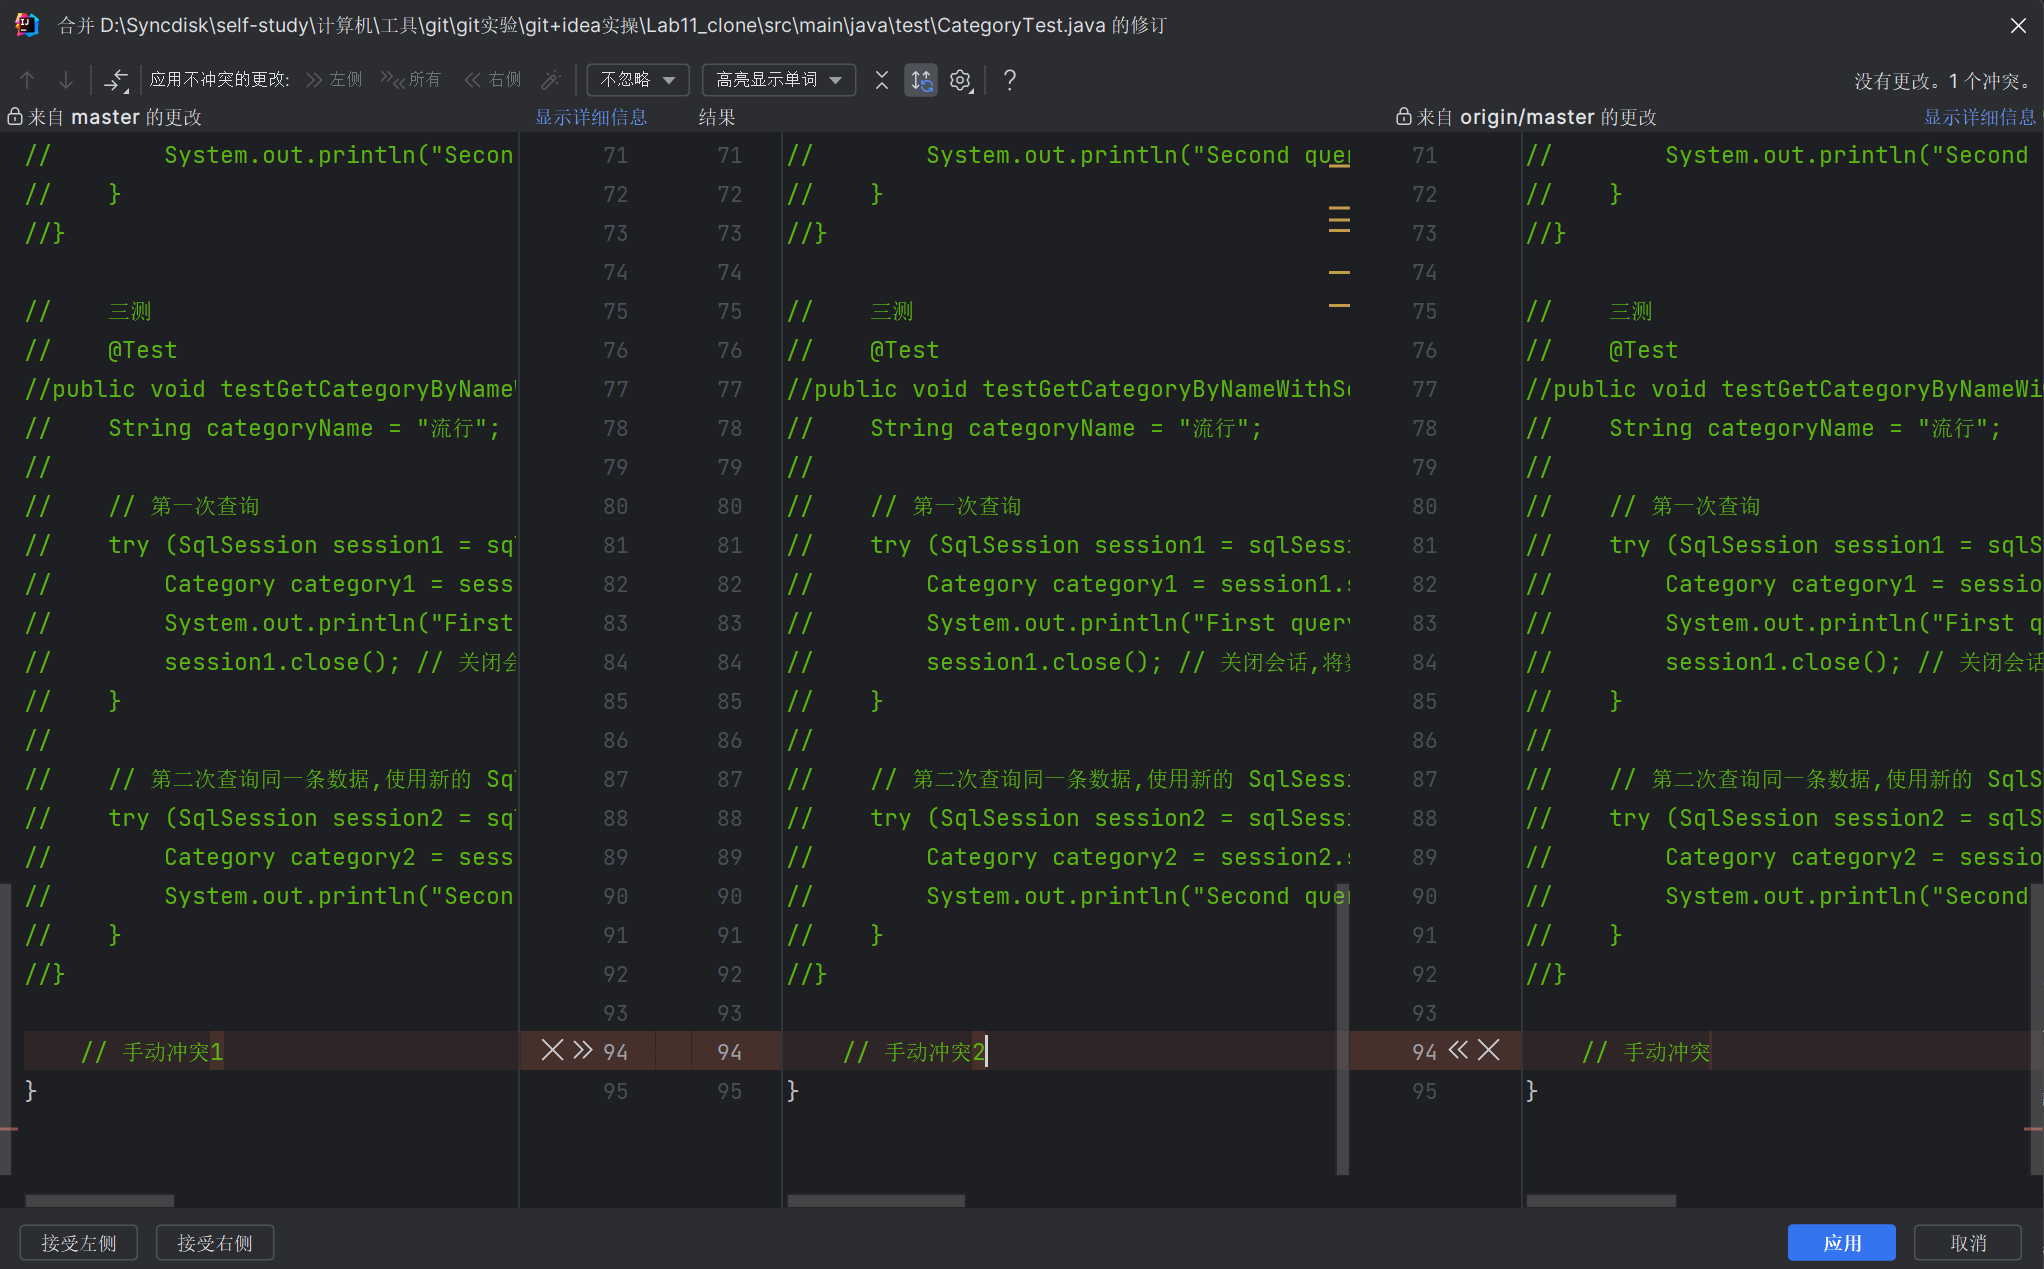 合并 D:\Syncdisk\self-study\计算机\工具\git\git实验\git+idea实操\Lab11_clone\src\main\java\test\CategoryTest.java 的修订
应用不冲突的更改: 左侧 所有 右侧 不忽略 高亮显示单词 ? 没有更改。1 个冲突。
来自 master 的更改 显示详细信息 结果 来自 origin/master 的更改 显示详细信息
// System.out.println("Secon 71 71 // System.out.println("Second que 71 // System.out.println("Second
// } 72 72 // } 72 // }
//} 73 73 //} 73 //}
74 74 74
// 三测 75 75 // 三测 75 // 三测
// @Test 76 76 // @Test 76 // @Test
//public void testGetCategoryByName 77 77 //public void testGetCategoryByNameWithS 77 //public void testGetCategoryByNameWi
// String categoryName = "流行"; 78 78 // String categoryName = "流行"; 78 // String categoryName = "流行";
// 79 79 // 79 //
// // 第一次查询 80 80 // // 第一次查询 80 // // 第一次查询
// try (SqlSession session1 = sq 81 81 // try (SqlSession session1 = sqlSess 81 // try (SqlSession session1 = sqlS
// Category category1 = sess 82 82 // Category category1 = session1. 82 // Category category1 = sessio
// System.out.println("First 83 83 // System.out.println("First query 83 // System.out.println("First q
// session1.close(); // 关闭会 84 84 // session1.close(); // 关闭会话,将 84 // session1.close(); // 关闭会话
// } 85 85 // } 85 // }
// 86 86 // 86 //
// // 第二次查询同一条数据,使用新的 Sq 87 87 // // 第二次查询同一条数据,使用新的 SqlSess 87 // // 第二次查询同一条数据,使用新的 SqlS
// try (SqlSession session2 = sq 88 88 // try (SqlSession session2 = sqlSess 88 // try (SqlSession session2 = sqlS
// Category category2 = sess 89 89 // Category category2 = session2. 89 // Category category2 = sessio
// System.out.println("Secon 90 90 // System.out.println("Second que 90 // System.out.println("Second
// } 91 91 // } 91 // }
//} 92 92 //} 92 //}
93 93 93
// 手动冲突1 94 94 // 手动冲突2 94 // 手动冲突
} 95 95 } 95 }
接受左侧 接受右侧 应用 取消